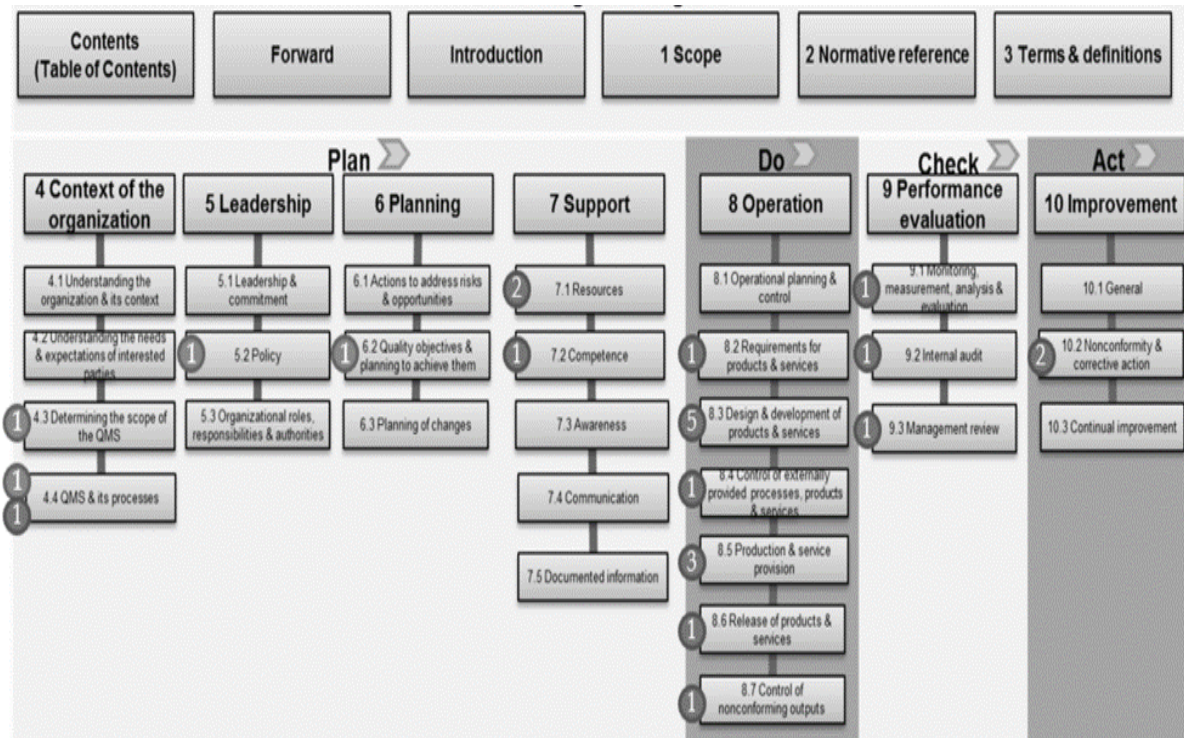 Contents
(Table of Contents)
Forward
Introduction
1 Scope
2 Normative reference
3 Terms & definitions
Plan
Do
Check
Act
4 Context of the
organization
5 Leadership
6 Planning
7 Support
8 Operation
9 Performance
evaluation
10 Improvement
4.1 Understanding the
organization & its context
4.2 Understanding the needs
& expectations of interested
parties
1
4.3 Determining the scope of
the QMS
1
1
4.4 QMS & its processes
5.1 Leadership &
commitment
1
5.2 Policy
5.3 Organizational roles,
responsibilities & authorities
6.1 Actions to address risks
& opportunities
1
6.2 Quality objectives &
planning to achieve them
6.3 Planning of changes
2
7.1 Resources
1
7.2 Competence
7.3 Awareness
7.4 Communication
7.5 Documented information
8.1 Operational planning &
control
1
8.2 Requirements for
products & services
5
8.3 Design & development of
products & services
1
8.4 Control of externally
provided processes, products
& services
3
8.5 Production & service
provision
1
8.6 Release of products &
services
1
8.7 Control of
nonconforming outputs
1
9.1 Monitoring,
measurement, analysis &
evaluation
1
9.2 Internal audit
1
9.3 Management review
10.1 General
2
10.2 Nonconformity &
corrective action
10.3 Continual improvement